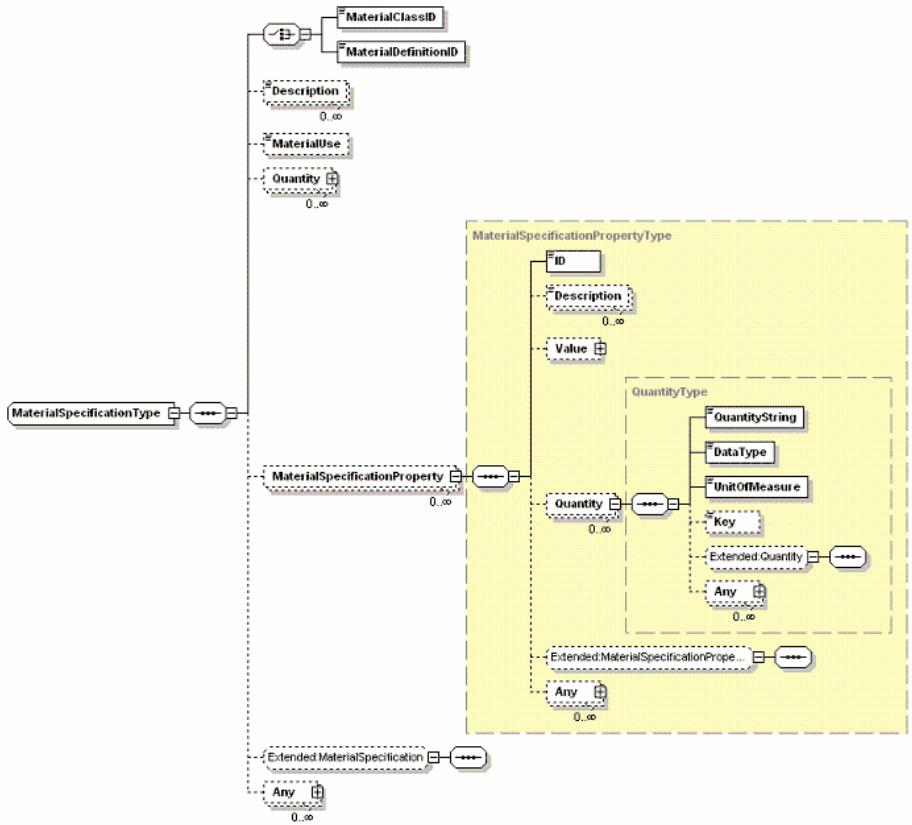 MaterialClassID
MaterialDefinitionID
Description
0..∞
MaterialUse
Quantity
0..∞
MaterialSpecificationPropertyType
ID
Description
0..∞
Value
QuantityType
MaterialSpecificationType
QuantityString
DataType
MaterialSpecificationProperty
0..∞
UnitOfMeasure
Quantity
0..∞
Key
Extended:Quantity
Any
0..∞
Extended:MaterialSpecificationPrope...
Any
0..∞
Extended:MaterialSpecification
Any
0..∞